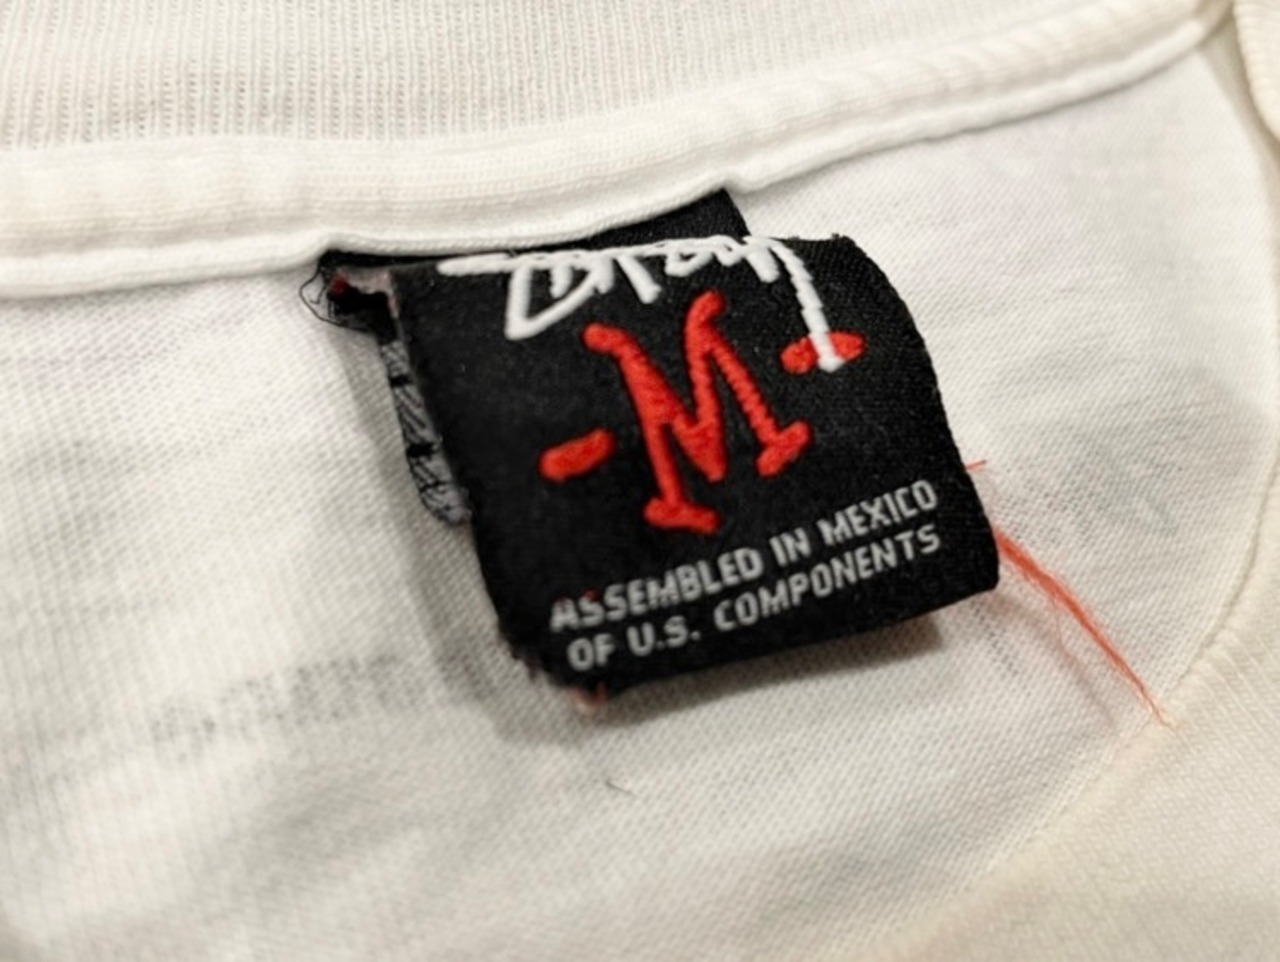 Stüssy
-M-
ASSEMBLED IN MEXICO
OF U.S. COMPONENTS